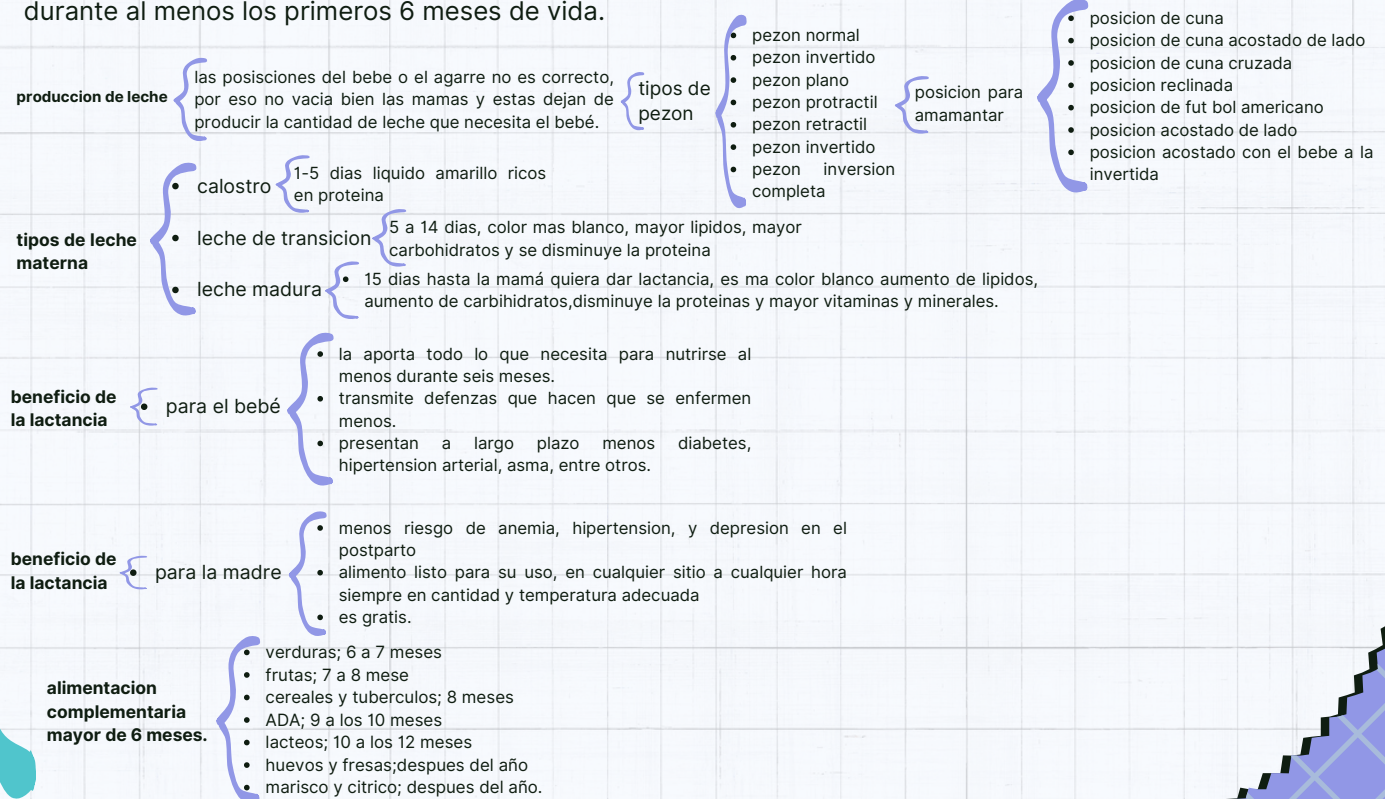 durante al menos los primeros 6 meses de vida.
produccion de leche
las posisciones del bebe o el agarre no es correcto,
por eso no vacia bien las mamas y estas dejan de
producir la cantidad de leche que necesita el bebé.
tipos de
pezon
• pezon normal
• pezon invertido
• pezon plano
• pezon protractil
• pezon retractil
• pezon invertido
• pezon inversion
completa
posicion para
amamantar
• posicion de cuna
• posicion de cuna acostado de lado
• posicion de cuna cruzada
• posicion reclinada
• posicion de fut bol americano
• posicion acostado de lado
• posicion acostado con el bebe a la
invertida
tipos de leche
materna
• calostro
1-5 dias liquido amarillo ricos
en proteina
• leche de transicion
5 a 14 dias, color mas blanco, mayor lipidos, mayor
carbohidratos y se disminuye la proteina
• leche madura
• 15 dias hasta la mamá quiera dar lactancia, es ma color blanco aumento de lipidos,
aumento de carbihidratos,disminuye la proteinas y mayor vitaminas y minerales.
beneficio de
la lactancia
• para el bebé
• la aporta todo lo que necesita para nutrirse al
menos durante seis meses.
• transmite defenzas que hacen que se enfermen
menos.
• presentan a largo plazo menos diabetes,
hipertension arterial, asma, entre otros.
beneficio de
la lactancia
• para la madre
• menos riesgo de anemia, hipertension, y depresion en el
postparto
• alimento listo para su uso, en cualquier sitio a cualquier hora
siempre en cantidad y temperatura adecuada
• es gratis.
alimentacion
complementaria
mayor de 6 meses.
• verduras; 6 a 7 meses
• frutas; 7 a 8 mese
• cereales y tuberculos; 8 meses
• ADA; 9 a los 10 meses
• lacteos; 10 a los 12 meses
• huevos y fresas;despues del año
• marisco y citrico; despues del año.